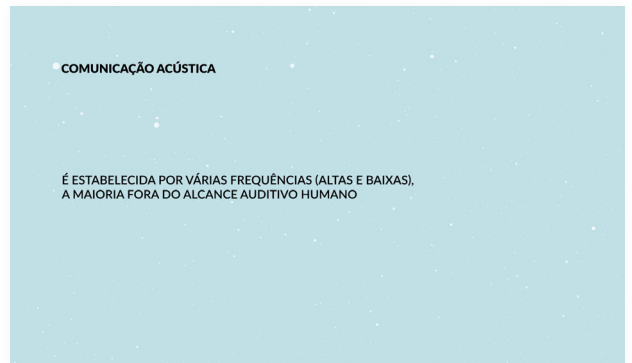 COMUNICAÇÃO ACÚSTICA
É ESTABELECIDA POR VÁRIAS FREQUÊNCIAS (ALTAS E BAIXAS),
A MAIORIA FORA DO ALCANCE AUDITIVO HUMANO